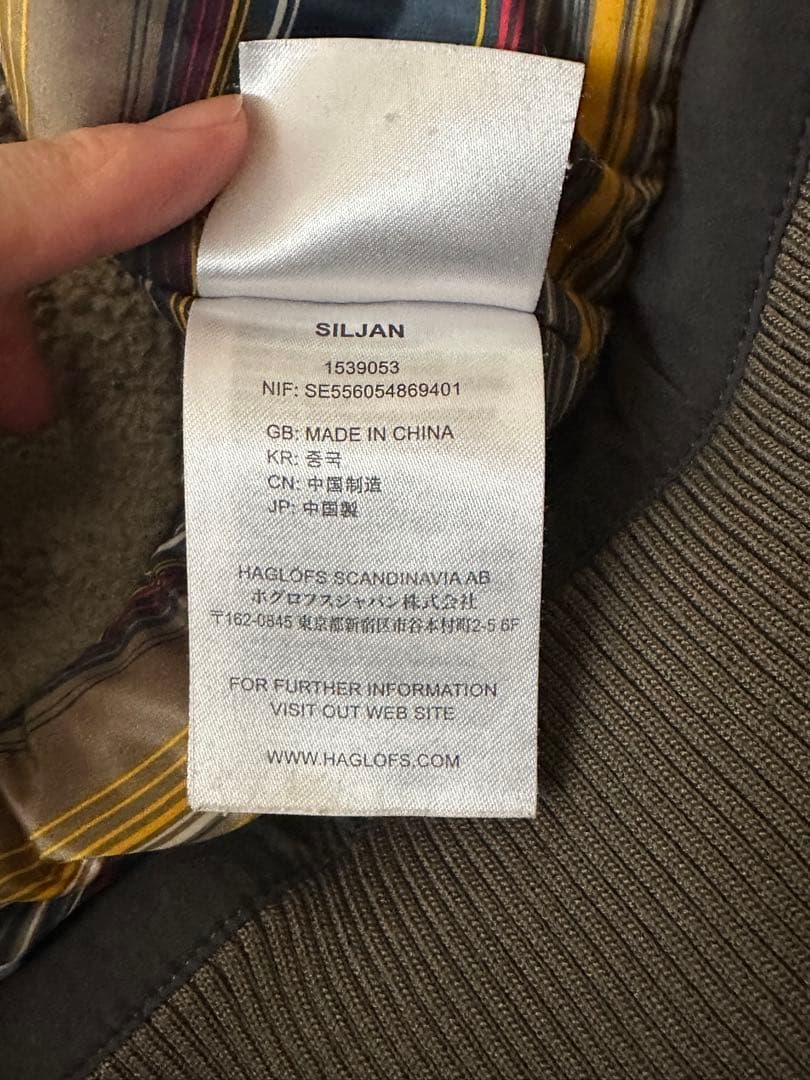 SILJAN
1539053
NIF: SE556054869401
GB: MADE IN CHINA
KR: 중국
CN: 中国制造
JP: 中国製
HAGLÖFS SCANDINAVIA AB
ホグロフスジャパン株式会社
〒162-0845 東京都新宿区市谷本村町2-5 6F
FOR FURTHER INFORMATION
VISIT OUT WEB SITE
WWW.HAGLOFS.COM